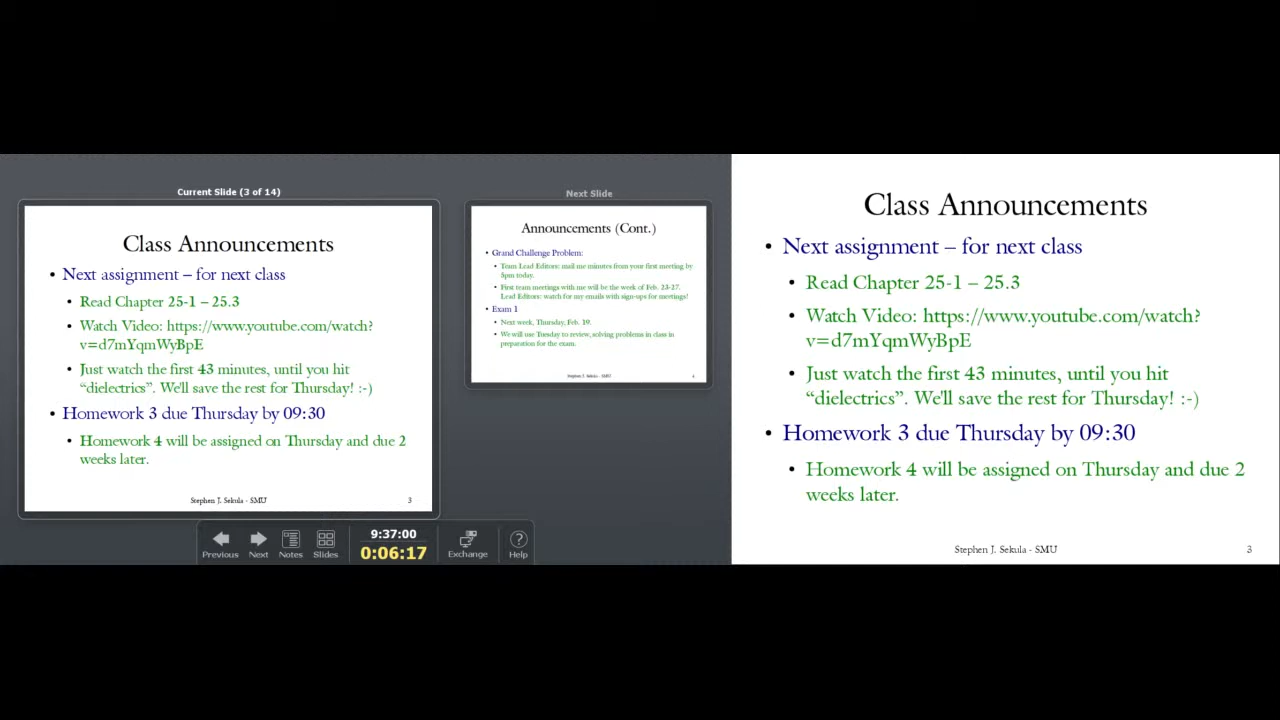 Current Slide (3 of 14)
Class Announcements
• Next assignment – for next class
• Read Chapter 25-1 – 25.3
• Watch Video: https://www.youtube.com/watch?
v=d7mYqmWyBpE
• Just watch the first 43 minutes, until you hit
“dielectrics”. We'll save the rest for Thursday! :-)
• Homework 3 due Thursday by 09:30
• Homework 4 will be assigned on Thursday and due 2
weeks later.
Stephen J. Sekula - SMU
3
Next Slide
Announcements (Cont.)
• Grand Challenge Problem:
• Team Lead Editors: mail me minutes from your first meeting by
5pm today.
• First team meetings with me will be the week of Feb. 23-27.
Lead Editors: watch for my emails with sign-ups for meetings!
• Exam 1
• Next week, Thursday, Feb. 19.
• We will use Tuesday to review, solving problems in class in
preparation for the exam.
Stephen J. Sekula - SMU
4
Previous
Next
Notes
Slides
9:37:00
0:06:17
Exchange
Help
Class Announcements
• Next assignment – for next class
• Read Chapter 25-1 – 25.3
• Watch Video: https://www.youtube.com/watch?
v=d7mYqmWyBpE
• Just watch the first 43 minutes, until you hit
“dielectrics”. We'll save the rest for Thursday! :-)
• Homework 3 due Thursday by 09:30
• Homework 4 will be assigned on Thursday and due 2
weeks later.
Stephen J. Sekula - SMU
3